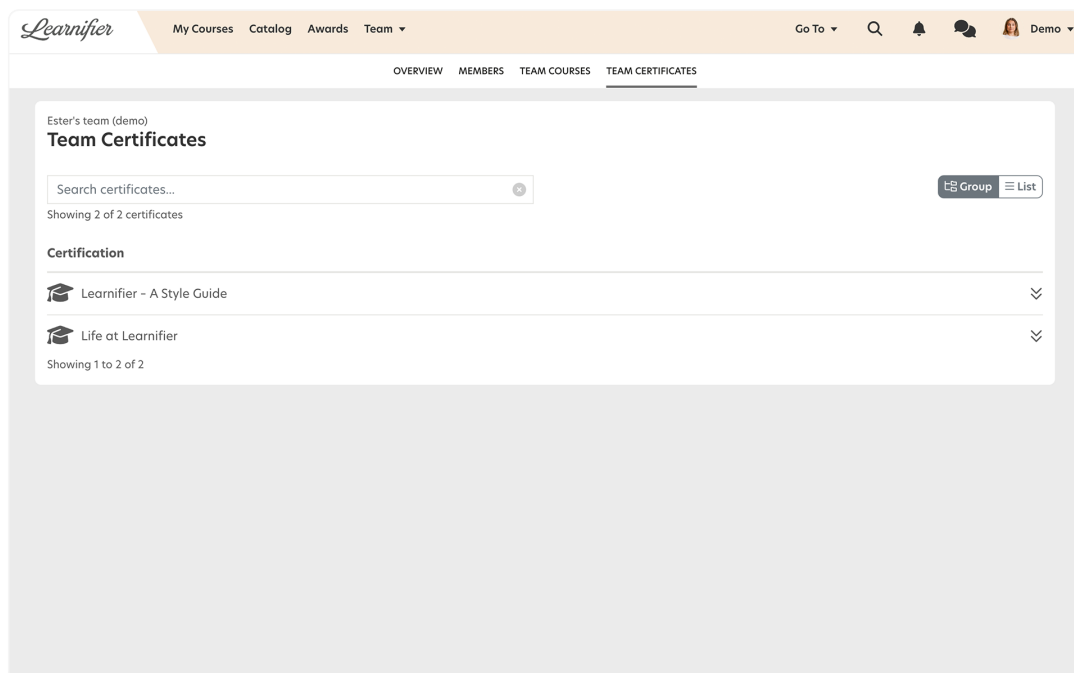 Learnifier My Courses Catalog Awards Team Go To Demo
OVERVIEW MEMBERS TEAM COURSES TEAM CERTIFICATES
Ester's team (demo)
Team Certificates
Search certificates... Group List
Showing 2 of 2 certificates
Certification
Learnifier – A Style Guide
Life at Learnifier
Showing 1 to 2 of 2